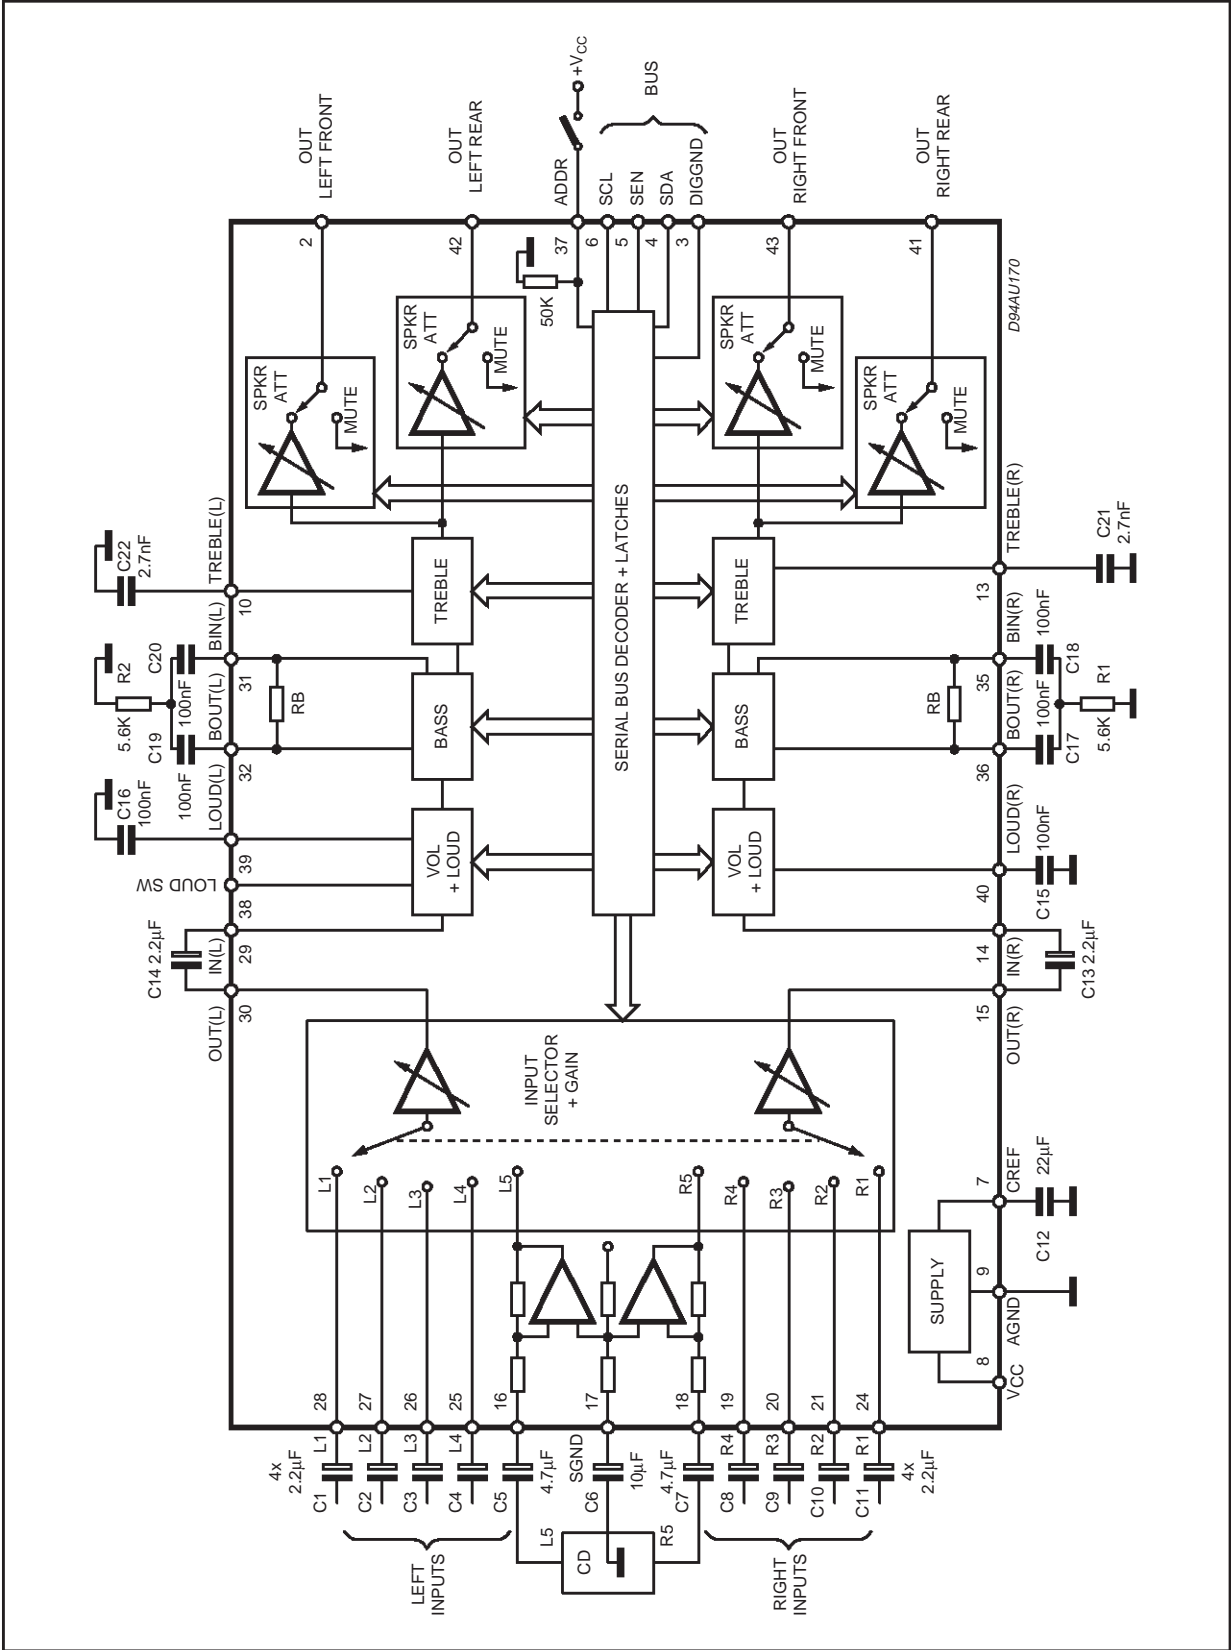 LEFT
INPUTS
RIGHT
INPUTS
CD
L5
R5
4x
2.2µF
C1
C2
C3
C4
C5
4.7µF
SGND
C6
10µF
4.7µF
C7
C8
C9
C10
C11
4x
2.2µF
L1
L2
L3
L4
R4
R3
R2
R1
28
27
26
25
16
17
18
19
20
21
24
L1
L2
L3
L4
L5
R5
R4
R3
R2
R1
INPUT
SELECTOR
+ GAIN
SUPPLY
8
VCC
9
AGND
7
CREF
C12
22µF
OUT(L)
30
C14 2.2µF
IN(L)
29
LOUD SW
38
39
LOUD(L)
C16
100nF
32
BOUT(L)
100nF
C19
5.6K
R2
100nF
C20
31
BIN(L)
RB
10
TREBLE(L)
C22
2.7nF
VOL
+ LOUD
BASS
TREBLE
SERIAL BUS DECODER + LATCHES
VOL
+ LOUD
BASS
TREBLE
OUT(R)
15
C13 2.2µF
IN(R)
14
40
LOUD(R)
C15
100nF
36
BOUT(R)
100nF
C17
5.6K
R1
C18
100nF
35
BIN(R)
RB
13
TREBLE(R)
C21
2.7nF
SPKR
ATT
MUTE
SPKR
ATT
MUTE
SPKR
ATT
MUTE
SPKR
ATT
MUTE
50K
2
OUT
LEFT FRONT
42
OUT
LEFT REAR
37
ADDR
+VCC
6
SCL
5
SEN
4
SDA
3
DIGGND
BUS
43
OUT
RIGHT FRONT
41
OUT
RIGHT REAR
D94AU170